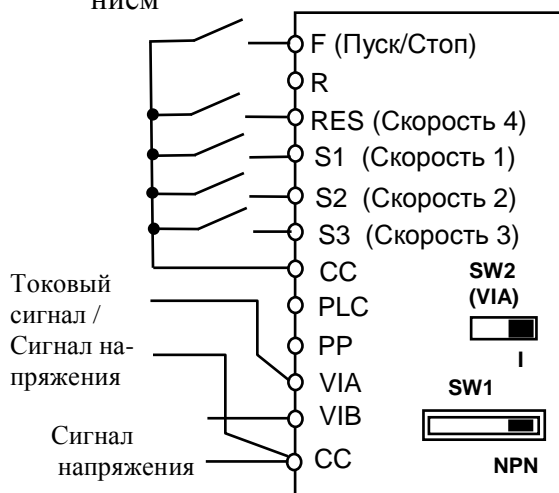 нием
F (Пуск/Стоп)
R
RES (Скорость 4)
S1 (Скорость 1)
S2 (Скорость 2)
S3 (Скорость 3)
CC
PLC
PP
VIA
VIB
CC
Токовый
сигнал /
Сигнал на-
пряжения
Сигнал
напряжения
SW2
(VIA)
I
SW1
NPN